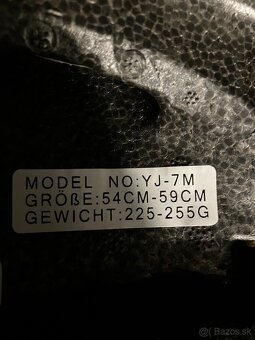 MODEL NO:YJ-7M
GRÖßE:54CM-59CM
GEWICHT:225-255G
Bazos.sk